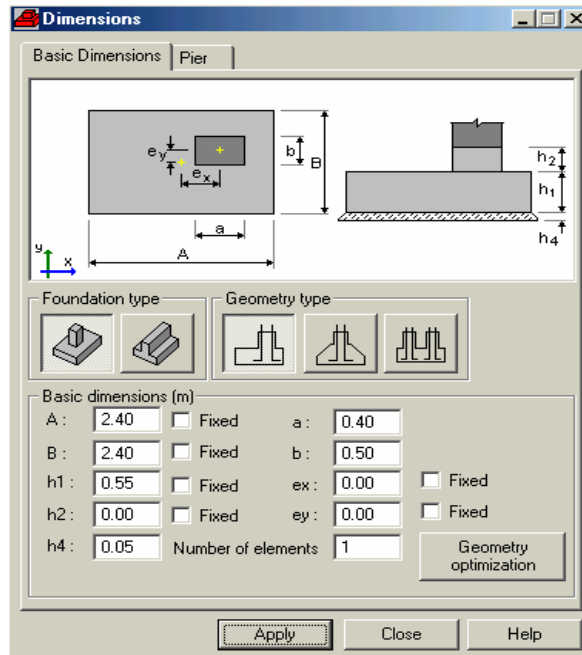 Dimensions
Basic Dimensions Pier
ey ex b B a A y x
h2 h1 h4
Foundation type Geometry type
Basic dimensions (m)
A : 2.40 Fixed a : 0.40
B : 2.40 Fixed b : 0.50
h1 : 0.55 Fixed ex : 0.00 Fixed
h2 : 0.00 Fixed ey : 0.00 Fixed
h4 : 0.05 Number of elements 1 Geometry
optimization
Apply Close Help